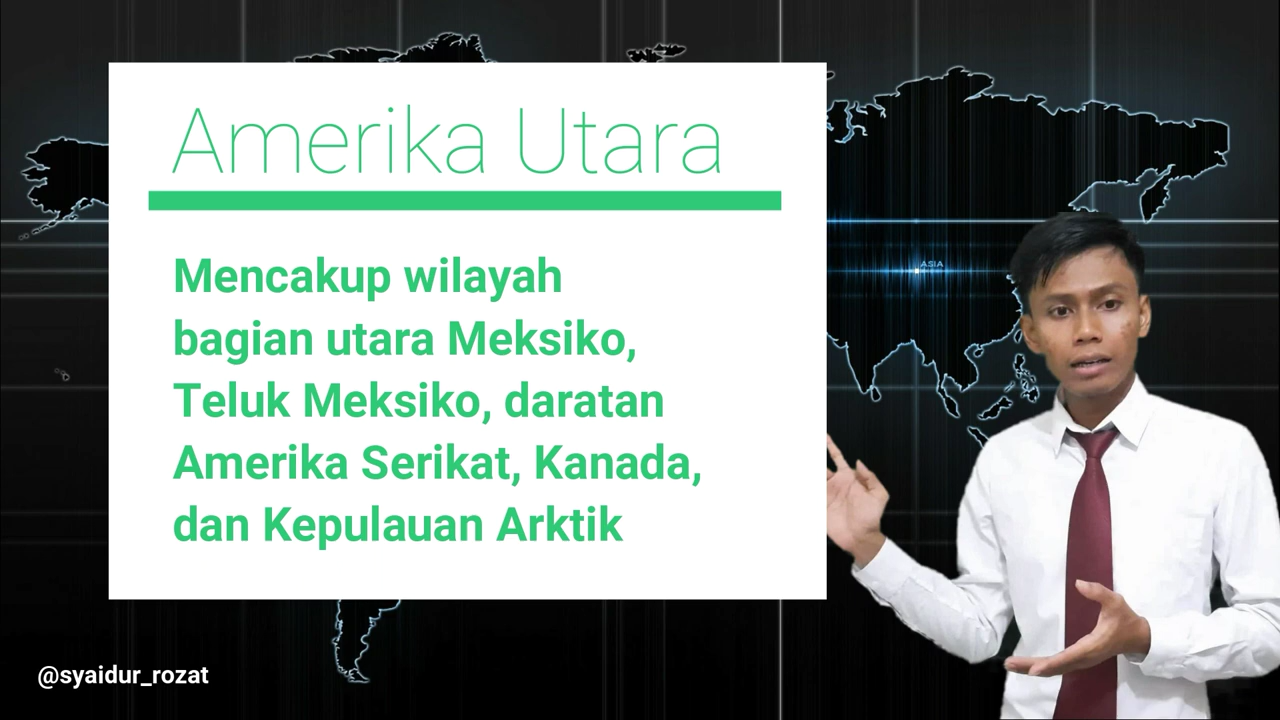 Amerika Utara
Mencakup wilayah
bagian utara Meksiko,
Teluk Meksiko, daratan
Amerika Serikat, Kanada,
dan Kepulauan Arktik
ASIA
@syaidur_rozat